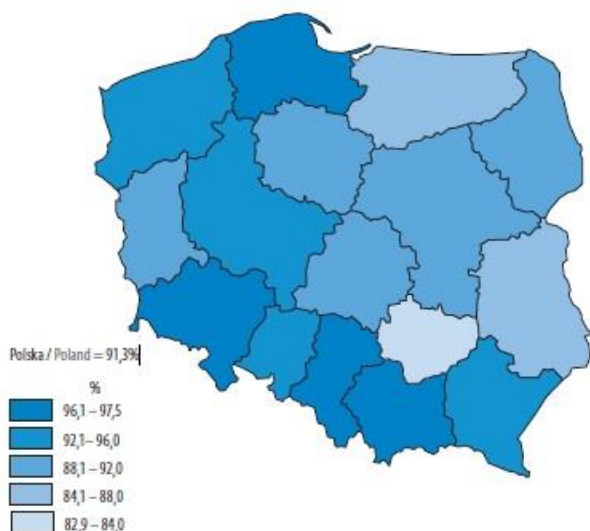 Polska / Poland = 91,3%
%
96,1 – 97,5
92,1 – 96,0
88,1 – 92,0
84,1 – 88,0
82,9 – 84,0